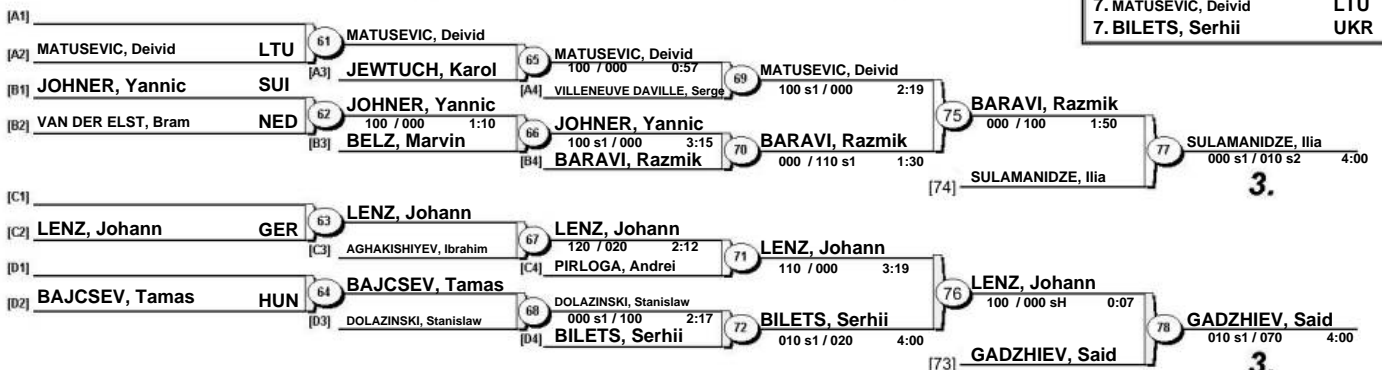 7. MATUSEVIC, Deivid LTU
7. BILETS, Serhii UKR
[A1]
[A2] MATUSEVIC, Deivid LTU
61 MATUSEVIC, Deivid
[A3] JEWTUCH, Karol
65 MATUSEVIC, Deivid
100 / 000 0:57
[A4] VILLENEUVE DAVILLE, Serge
69 MATUSEVIC, Deivid
100 s1 / 000 2:19
[B1] JOHNER, Yannic SUI
[B2] VAN DER ELST, Bram NED
62 JOHNER, Yannic
100 / 000 1:10
[B3] BELZ, Marvin
66 JOHNER, Yannic
100 s1 / 000 3:15
[B4] BARAVI, Razmik
70 BARAVI, Razmik
000 / 110 s1 1:30
75 BARAVI, Razmik
000 / 100 1:50
[74] SULAMANIDZE, Ilia
77 SULAMANIDZE, Ilia
000 s1 / 010 s2 4:00
3.
[C1]
[C2] LENZ, Johann GER
63 LENZ, Johann
[C3] AGHAKISHIYEV, Ibrahim
67 LENZ, Johann
120 / 020 2:12
[C4] PIRLOGA, Andrei
71 LENZ, Johann
110 / 000 3:19
[D1]
[D2] BAJCSEV, Tamas HUN
64 BAJCSEV, Tamas
[D3] DOLAZINSKI, Stanislaw
68 DOLAZINSKI, Stanislaw
000 s1 / 100 2:17
[D4] BILETS, Serhii
72 BILETS, Serhii
010 s1 / 020 4:00
76 LENZ, Johann
100 / 000 sH 0:07
[73] GADZHIEV, Said
78 GADZHIEV, Said
010 s1 / 070 4:00
3.